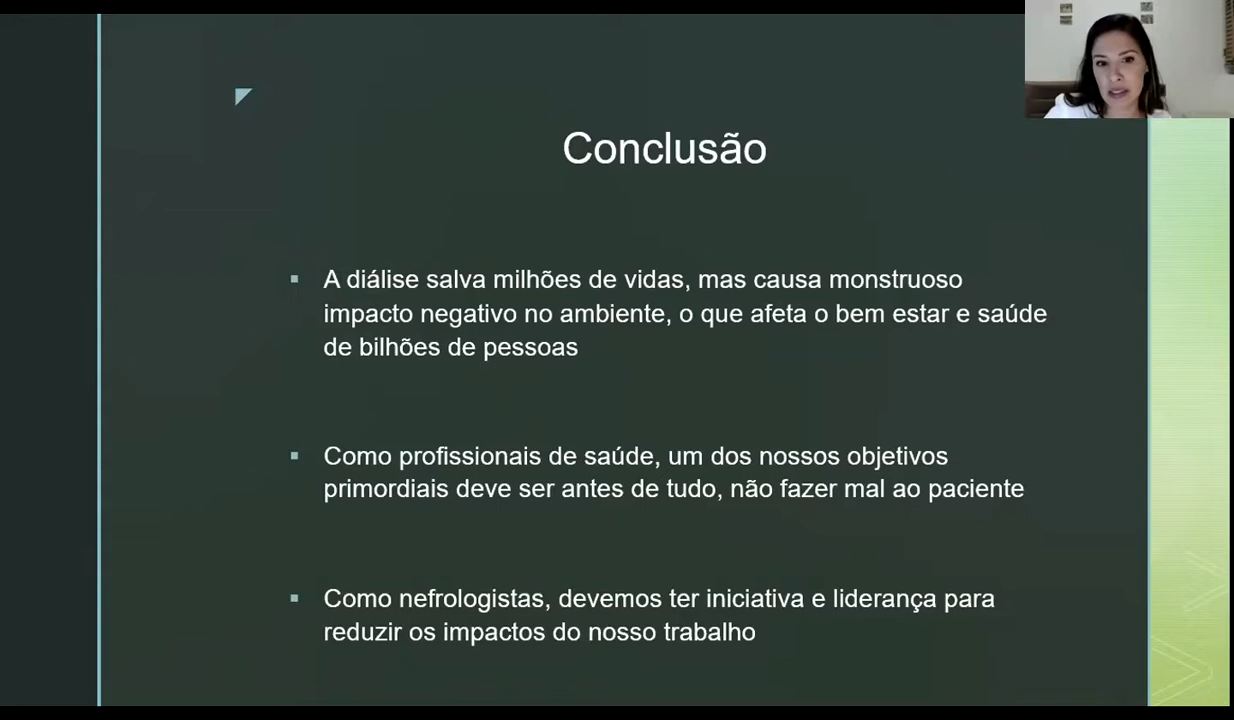 Conclusão
A diálise salva milhões de vidas, mas causa monstruoso
impacto negativo no ambiente, o que afeta o bem estar e saúde
de bilhões de pessoas
Como profissionais de saúde, um dos nossos objetivos
primordiais deve ser antes de tudo, não fazer mal ao paciente
Como nefrologistas, devemos ter iniciativa e liderança para
reduzir os impactos do nosso trabalho